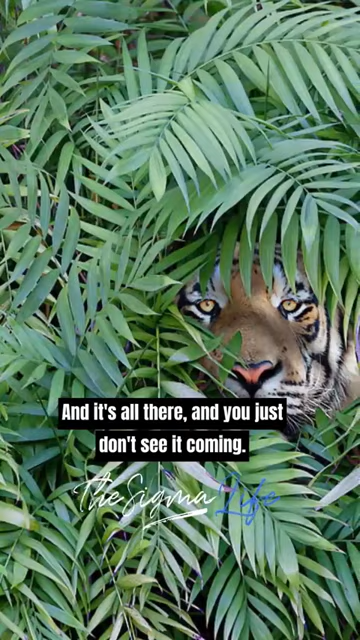 And it's all there, and you just
don't see it coming.
TheSigma Life